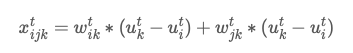 x^t_{ijk} = w^t_{ik} * (u^t_k - u^t_i) + w^t_{jk} * (u^t_k - u^t_i)